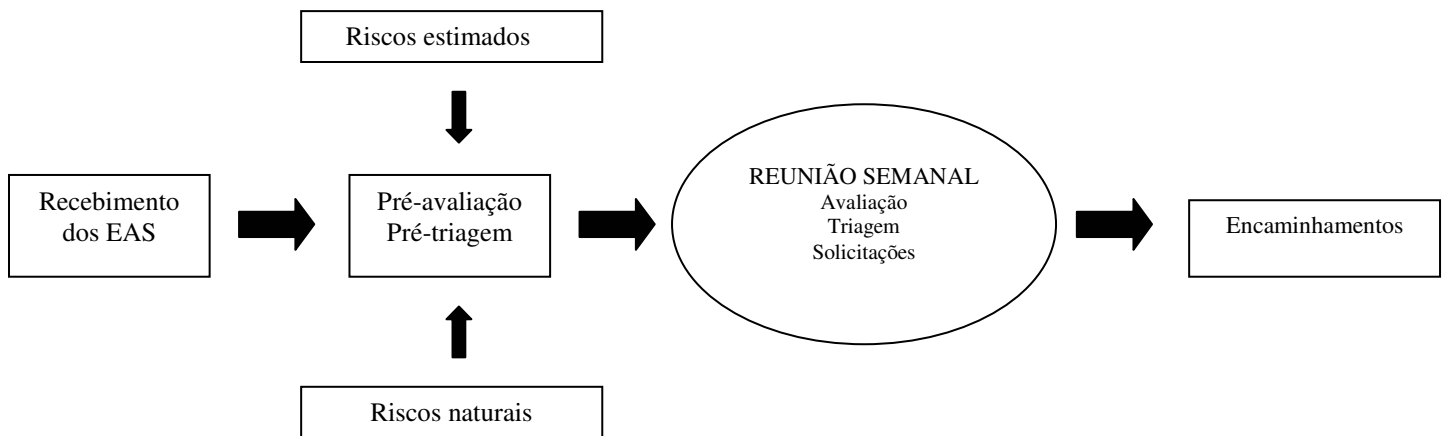 Riscos estimados
Recebimento
dos EAS
Pré-avaliação
Pré-triagem
REUNIÃO SEMANAL
Avaliação
Triagem
Solicitações
Encaminhamentos
Riscos naturais